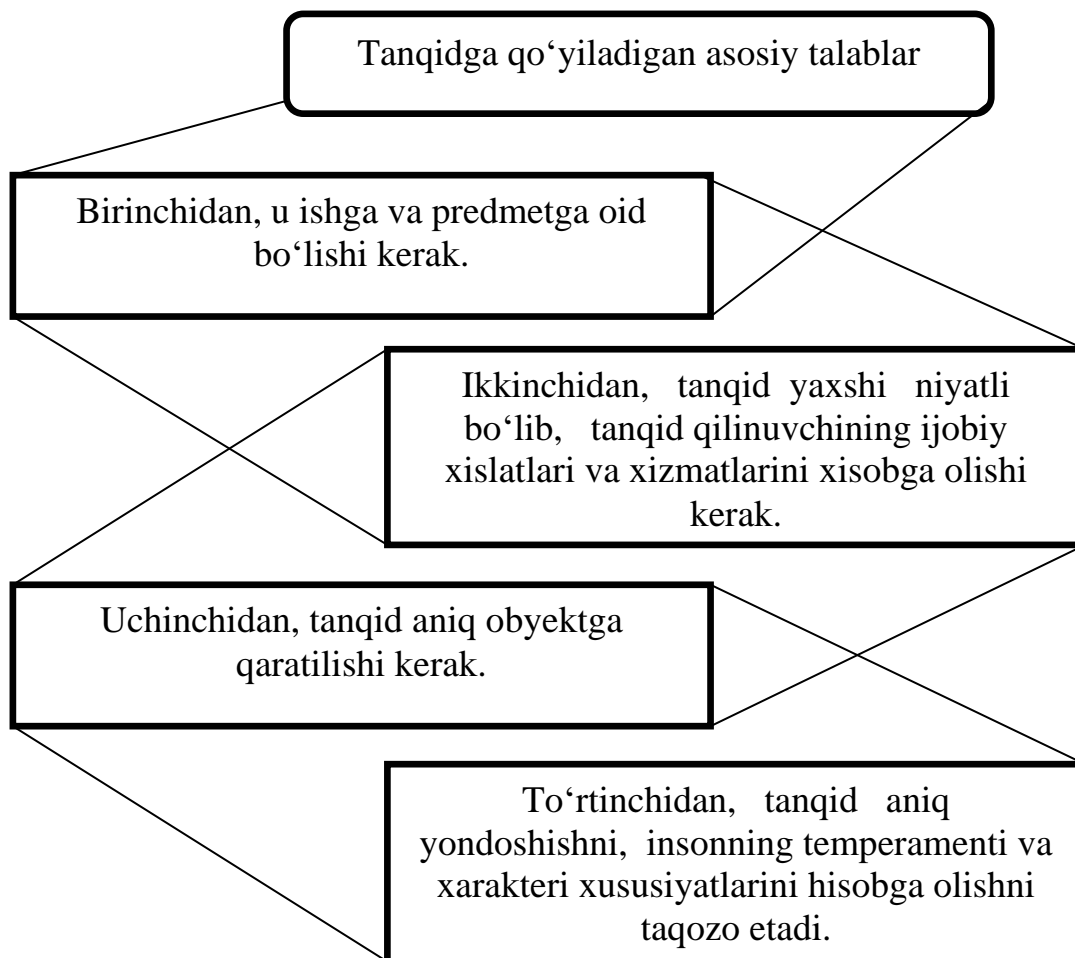 Tanqidga qo‘yiladigan asosiy talablar
Birinchidan, u ishga va predmetga oid
bo‘lishi kerak.
Ikkinchidan, tanqid yaxshi niyatli
bo‘lib, tanqid qilinuvchining ijobiy
xislatlari va xizmatlarini xisobga olishi
kerak.
Uchinchidan, tanqid aniq obyektga
qaratilishi kerak.
To‘rtinchidan, tanqid aniq
yondoshishni, insonning temperamenti va
xarakteri xususiyatlarini hisobga olishni
taqozo etadi.